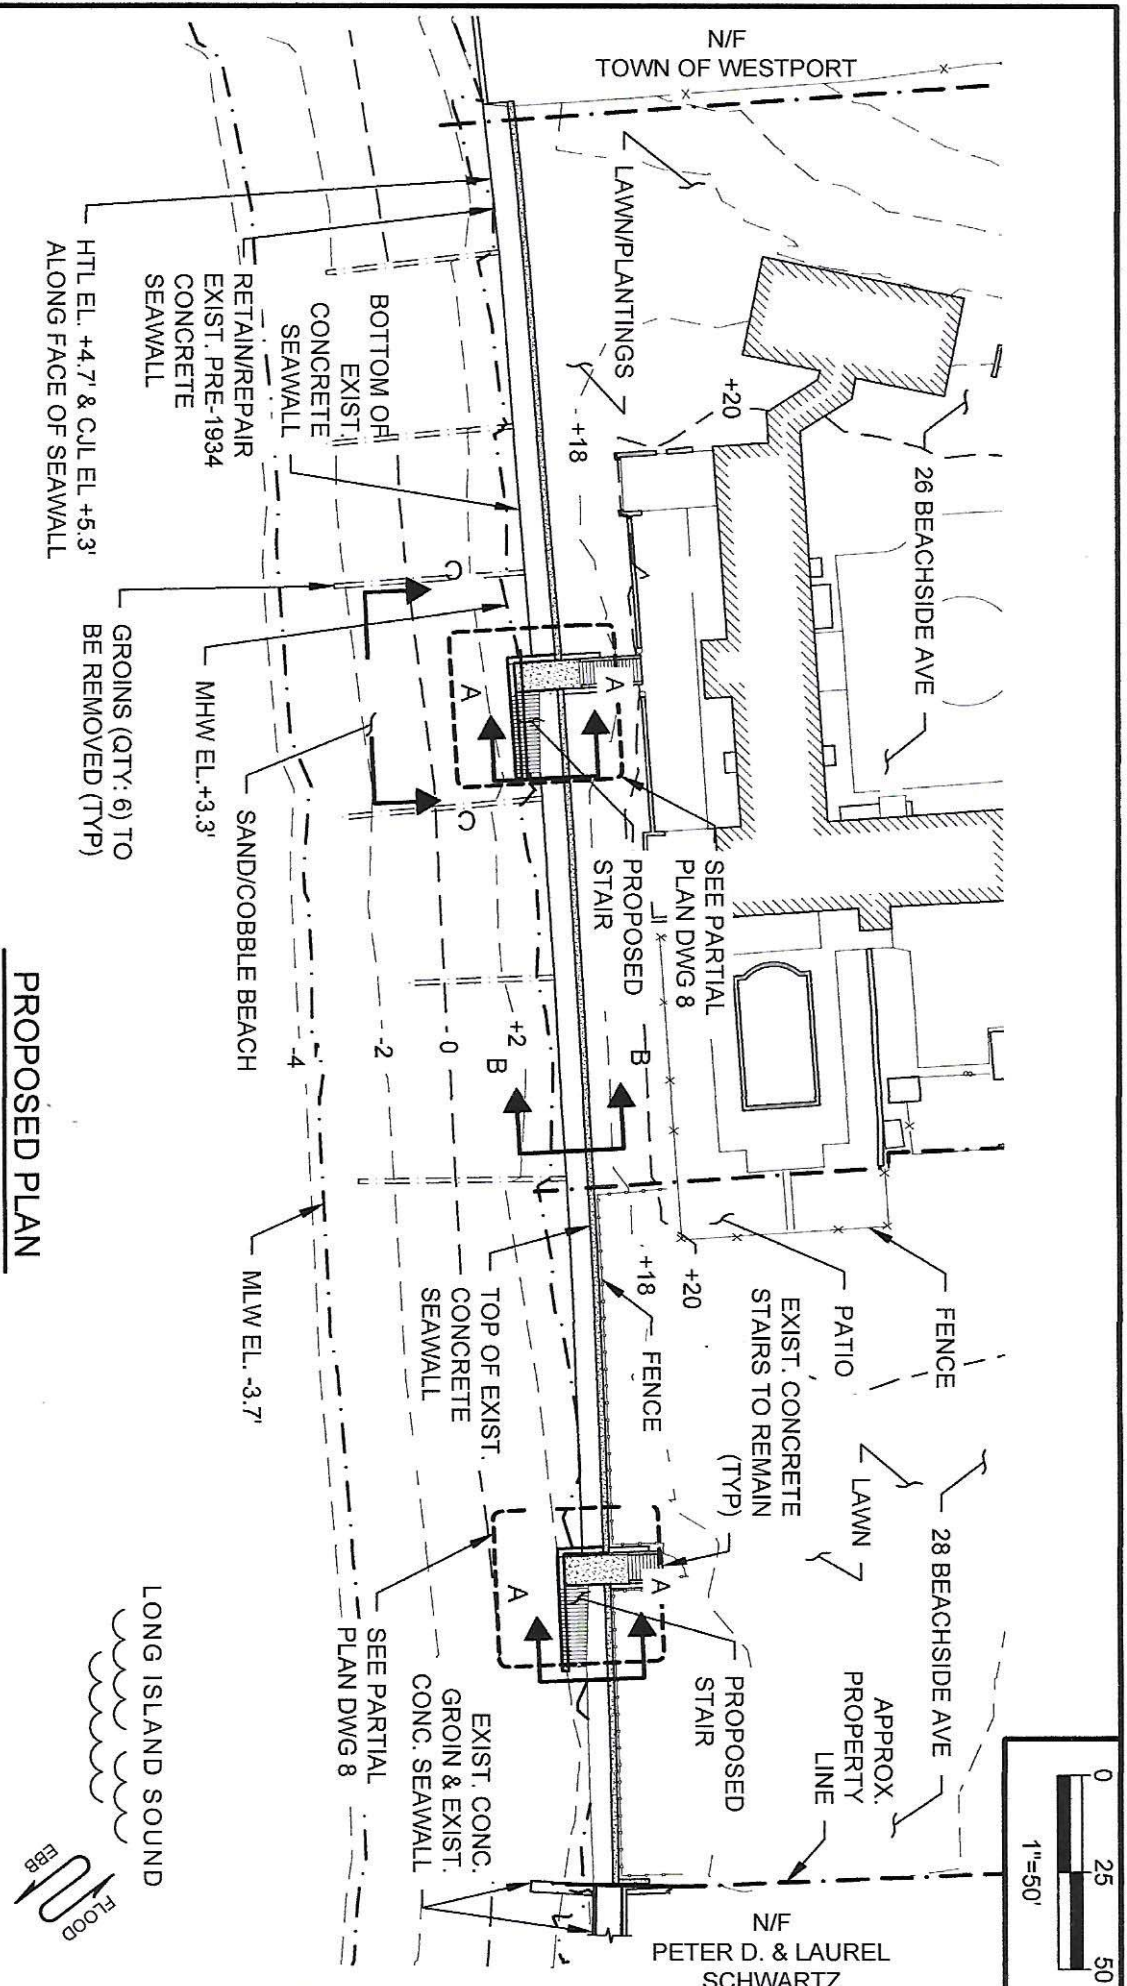 N/F
TOWN OF WESTPORT
LAWN/PLANTINGS
+20
+18
26 BEACHSIDE AVE
HTL EL. +4.7' & CJL EL +5.3'
ALONG FACE OF SEAWALL
RETAIN/REPAIR
EXIST. PRE-1934
CONCRETE
SEAWALL
BOTTOM OF
EXIST.
CONCRETE
SEAWALL
GROINS (QTY: 6) TO
BE REMOVED (TYP)
MHW EL.+3.3'
SAND/COBBLE BEACH
C
C
A
A
SEE PARTIAL
PLAN DWG 8
PROPOSED
STAIR
B
B
+2
0
-2
-4
MLW EL. -3.7'
TOP OF EXIST.
CONCRETE
SEAWALL
FENCE
+18
+20
EXIST. CONCRETE
STAIRS TO REMAIN
(TYP)
PATIO
FENCE
LAWN
28 BEACHSIDE AVE
A
A
PROPOSED
STAIR
APPROX.
PROPERTY
LINE
SEE PARTIAL
PLAN DWG 8
EXIST. CONC.
GROIN & EXIST.
CONC. SEAWALL
N/F
PETER D. & LAUREL
SCHWARTZ
LONG ISLAND SOUND
EBB
FLOOD
0 25 50
1"=50'
PROPOSED PLAN